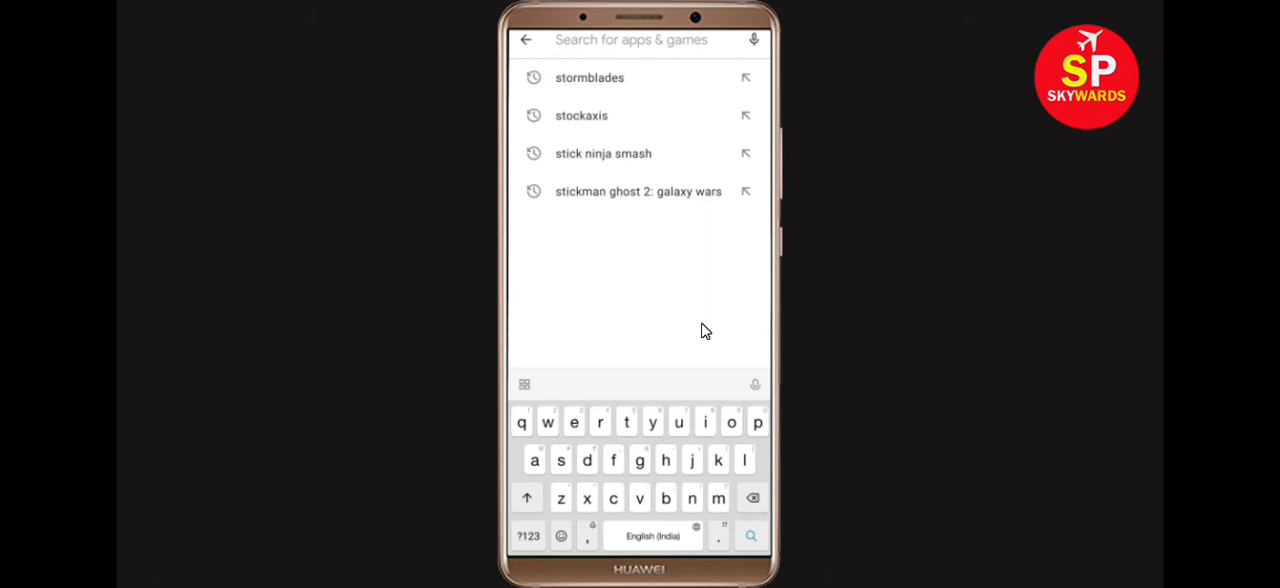 Search for apps & games
SP
SKYWARDS
stormblades
stockaxis
stick ninja smash
stickman ghost 2: galaxy wars
q w e r t y u i o p
a s d f g h j k l
z x c v b n m
?123 , English (India) .
HUAWEI